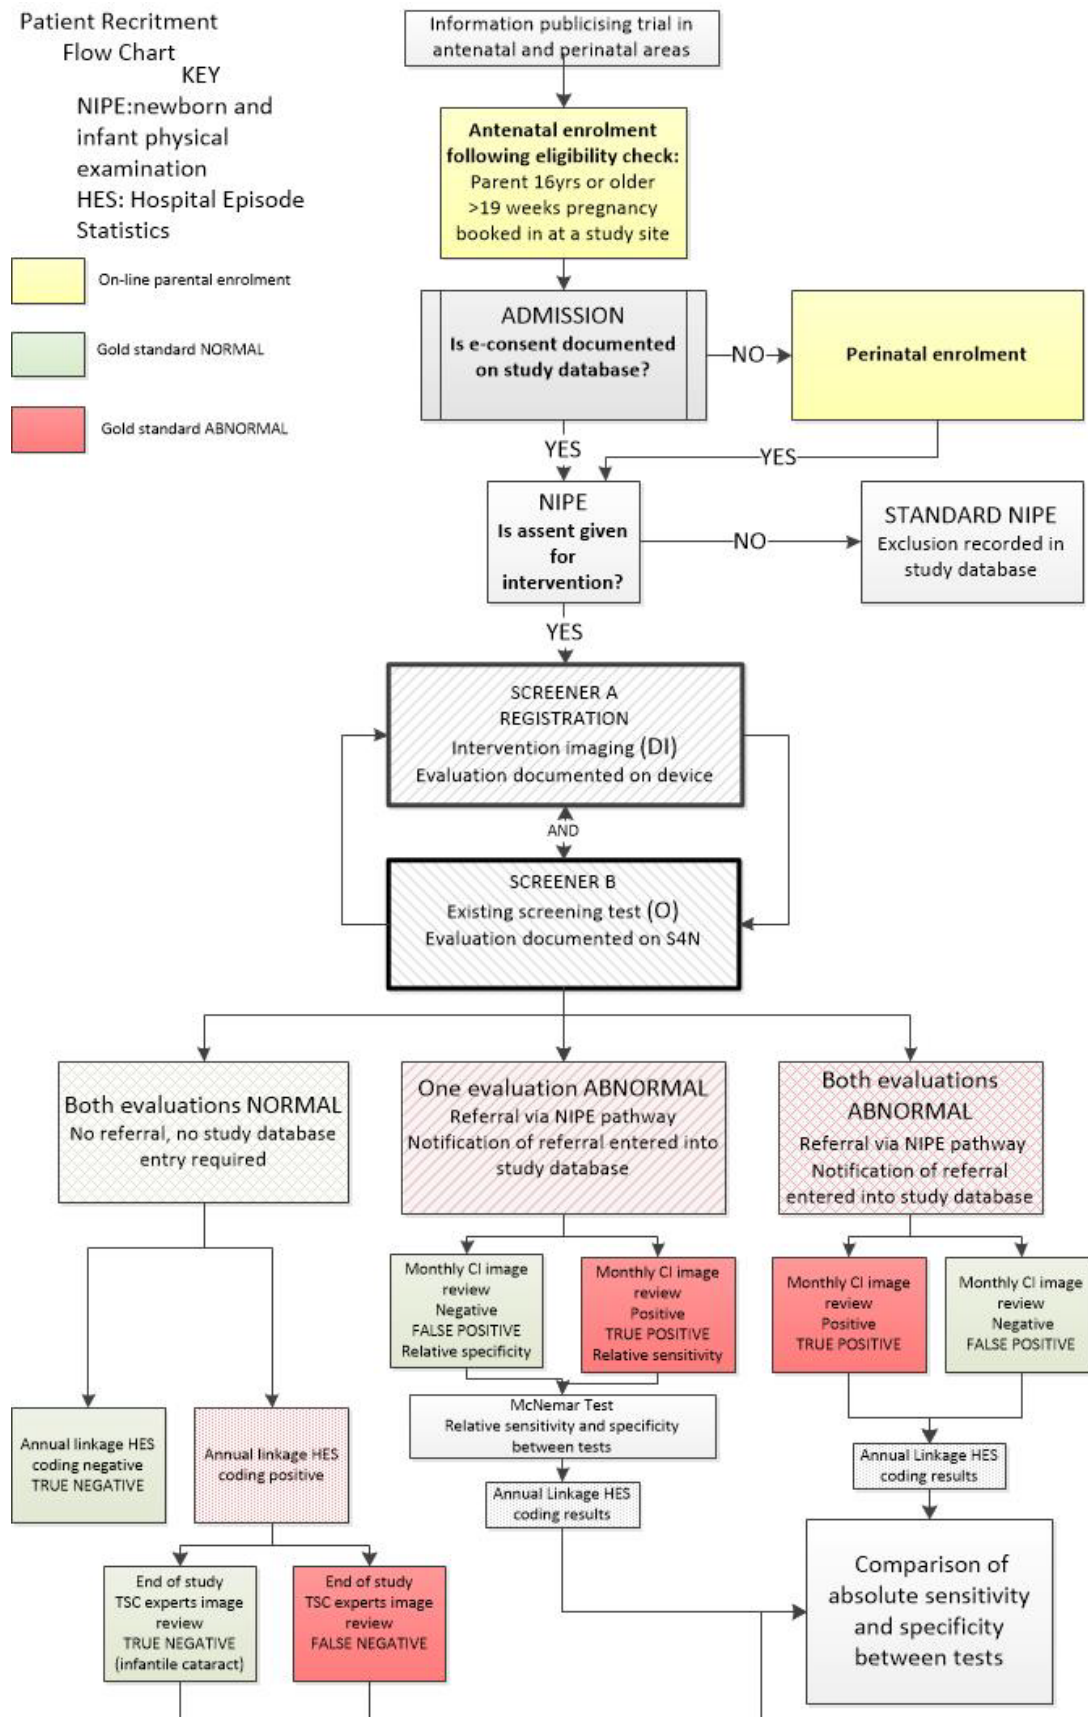 Patient Recritment
Flow Chart
KEY
NIPE:newborn and
infant physical
examination
HES: Hospital Episode
Statistics
On-line parental enrolment
Gold standard NORMAL
Gold standard ABNORMAL
Information publicising trial in
antenatal and perinatal areas
Antenatal enrolment
following eligibility check:
Parent 16yrs or older
>19 weeks pregnancy
booked in at a study site
ADMISSION
Is e-consent documented
on study database?
NO
Perinatal enrolment
YES
YES
NIPE
Is assent given
for
intervention?
NO
STANDARD NIPE
Exclusion recorded in
study database
YES
SCREENER A
REGISTRATION
Intervention imaging (DI)
Evaluation documented on device
AND
SCREENER B
Existing screening test (O)
Evaluation documented on S4N
Both evaluations NORMAL
No referral, no study database
entry required
One evaluation ABNORMAL
Referral via NIPE pathway
Notification of referral entered into
study database
Both evaluations
ABNORMAL
Referral via NIPE pathway
Notification of referral
entered into study database
Monthly CI image
review
Negative
FALSE POSITIVE
Relative specificity
Monthly CI image
review
Positive
TRUE POSITIVE
Relative sensitivity
Monthly CI image
review
Positive
TRUE POSITIVE
Monthly CI image
review
Negative
FALSE POSITIVE
McNemar Test
Relative sensitivity and specificity
between tests
Annual linkage HES
coding negative
TRUE NEGATIVE
Annual linkage HES
coding positive
Annual Linkage HES
coding results
Annual Linkage HES
coding results
End of study
TSC experts image
review
TRUE NEGATIVE
(infantile cataract)
End of study
TSC experts image
review
FALSE NEGATIVE
Comparison of
absolute sensitivity
and specificity
between tests